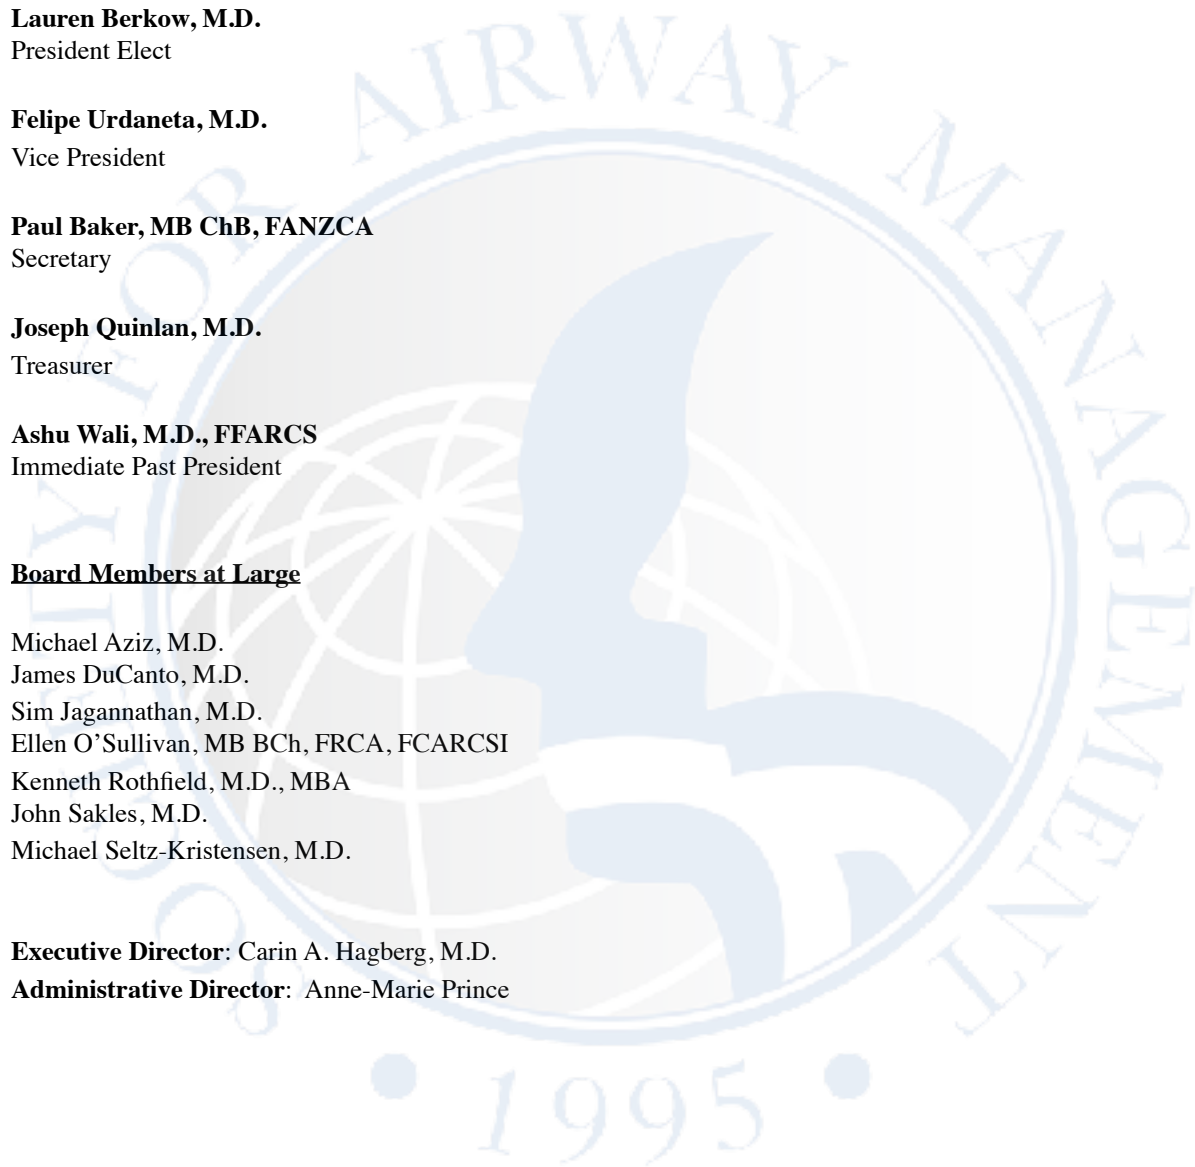 Lauren Berkow, M.D.
President Elect
Felipe Urdaneta, M.D.
Vice President
Paul Baker, MB ChB, FANZCA
Secretary
Joseph Quinlan, M.D.
Treasurer
Ashu Wali, M.D., FFARCS
Immediate Past President
Board Members at Large
Michael Aziz, M.D.
James DuCanto, M.D.
Sim Jagannathan, M.D.
Ellen O’Sullivan, MB BCh, FRCA, FCARCSI
Kenneth Rothfield, M.D., MBA
John Sakles, M.D.
Michael Seltz-Kristensen, M.D.
Executive Director: Carin A. Hagberg, M.D.
Administrative Director:  Anne-Marie Prince
SOCIETY FOR AIRWAY MANAGEMENT
• 1995 •